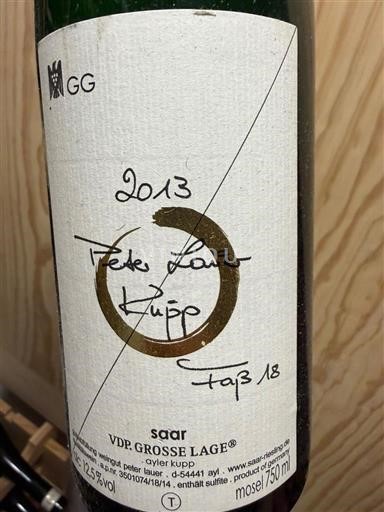 GG
2013
Peter Lauer
Kupp
Faß 18
saar
VDP. GROSSE LAGE®
ayler kupp
weingut peter lauer . d-54441 ayl . www.saar-riesling.de
a.p.nr. 3501074/18/14 . enthält sulfite . product of germany
12.5%vol
mosel 750 ml
T